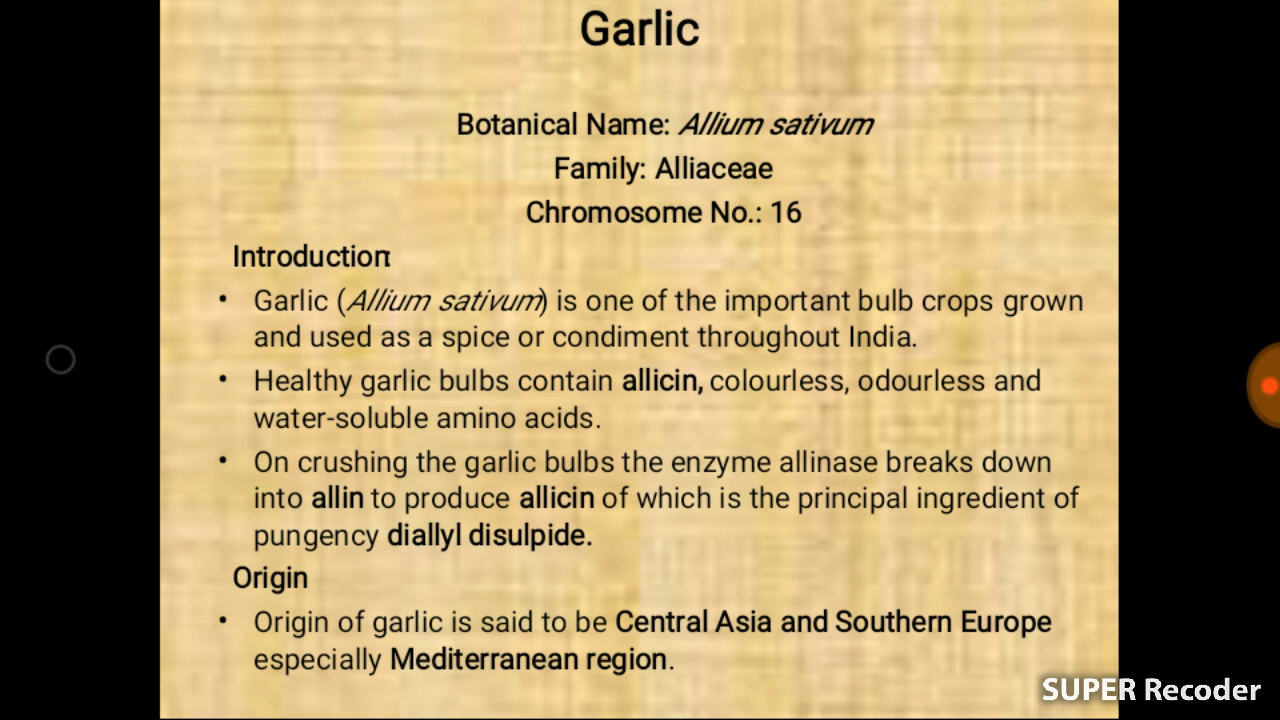 Garlic
Botanical Name: Allium sativum
Family: Alliaceae
Chromosome No.: 16
Introduction:
• Garlic (Allium sativum) is one of the important bulb crops grown
and used as a spice or condiment throughout India.
• Healthy garlic bulbs contain allicin, colourless, odourless and
water-soluble amino acids.
• On crushing the garlic bulbs the enzyme allinase breaks down
into allin to produce allicin of which is the principal ingredient of
pungency diallyl disulpide.
Origin
• Origin of garlic is said to be Central Asia and Southern Europe
especially Mediterranean region.
SUPER Recoder